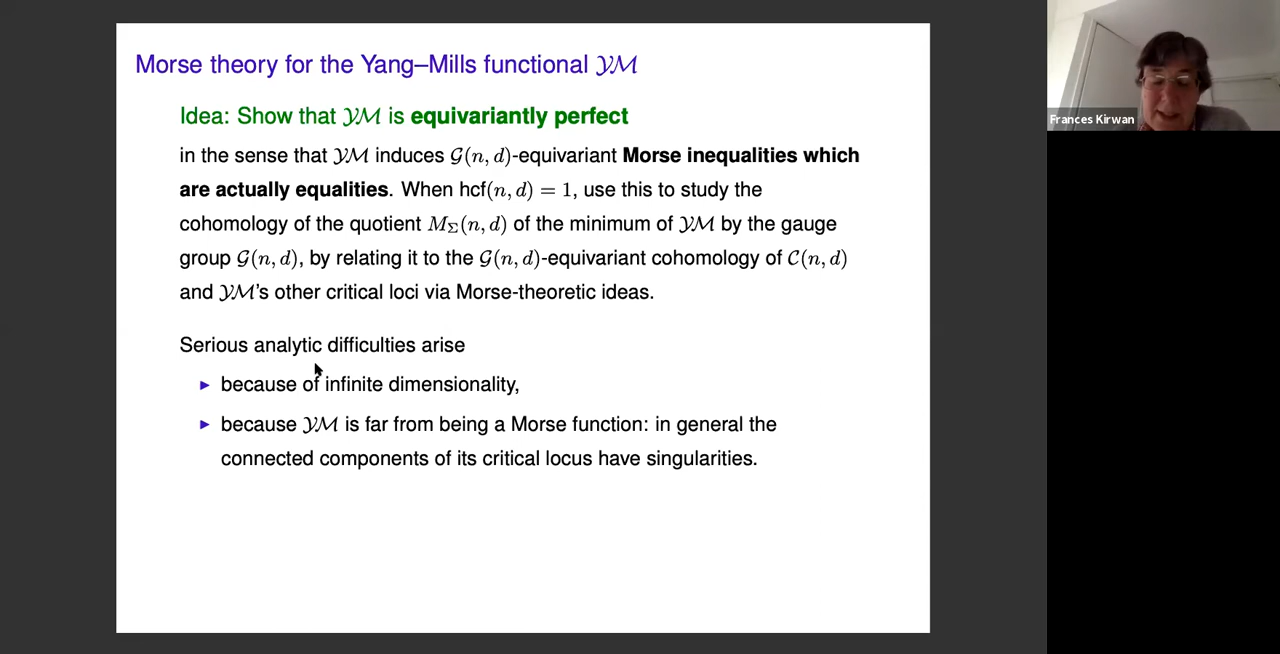 Morse theory for the Yang–Mills functional 𝒴ℳ
Idea: Show that 𝒴ℳ is equivariantly perfect
in the sense that 𝒴ℳ induces 𝒢(n, d)-equivariant Morse inequalities which
are actually equalities. When hcf(n, d) = 1, use this to study the
cohomology of the quotient M_Σ(n, d) of the minimum of 𝒴ℳ by the gauge
group 𝒢(n, d), by relating it to the 𝒢(n, d)-equivariant cohomology of 𝒞(n, d)
and 𝒴ℳ's other critical loci via Morse-theoretic ideas.
Serious analytic difficulties arise
► because of infinite dimensionality,
► because 𝒴ℳ is far from being a Morse function: in general the
connected components of its critical locus have singularities.
Frances Kirwan